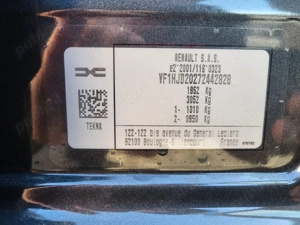 RENAULT S.A.S.
e2*2001/116*0323
VF1HJD20272442828
1852 Kg
3052 Kg
1- 1010 Kg
2- 0950 Kg
TEKNA
122-122 bis avenue du General Leclerc
92100 Boulogne-Billancourt France